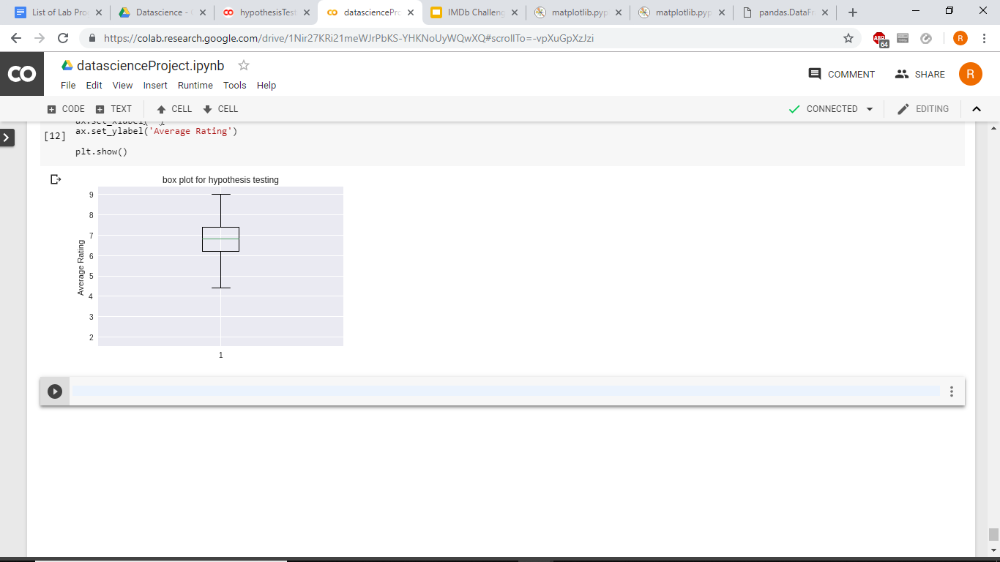 List of Lab Pro
Datascience -
hypothesisTest
datasciencePro
IMDb Challeng
matplotlib.pyp
matplotlib.pyp
pandas.DataFr
https://colab.research.google.com/drive/1Nir27KRi21meWJrPbKS-YHKNoUyWQwXQ#scrollTo=-vpXuGpXzJzi
ABP
64
R
CO
datascienceProject.ipynb
COMMENT
SHARE
R
File Edit View Insert Runtime Tools Help
CODE TEXT CELL CELL
CONNECTED
EDITING
[12]
ax.set_ylabel('Average Rating')
plt.show()
box plot for hypothesis testing
9
8
7
6
5
4
3
2
Average Rating
1